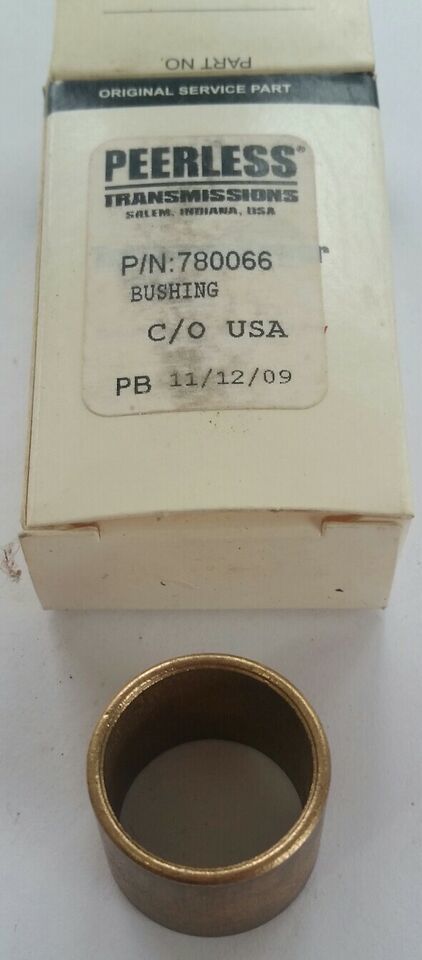 PART NO.
ORIGINAL SERVICE PART
PEERLESS®
TRANSMISSIONS
SALEM, INDIANA, USA
P/N:780066
BUSHING
C/O USA
PB 11/12/09